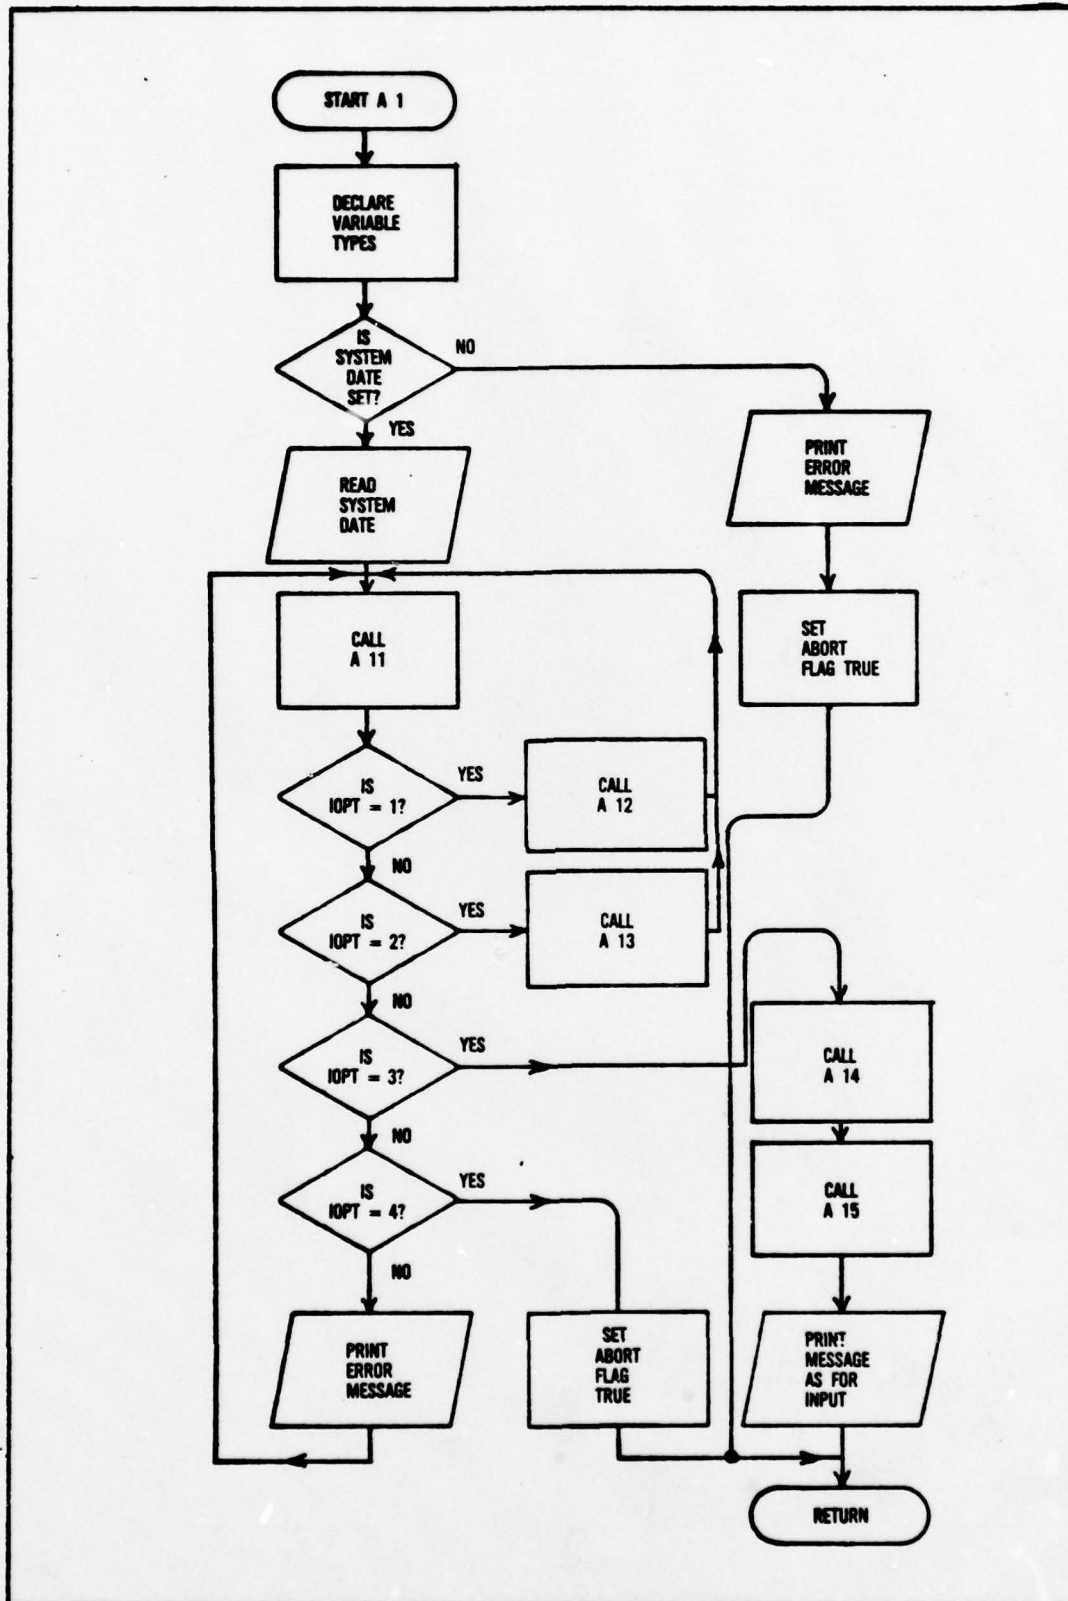 START A 1
DECLARE
VARIABLE
TYPES
IS
SYSTEM
DATE
SET?
NO
YES
READ
SYSTEM
DATE
PRINT
ERROR
MESSAGE
SET
ABORT
FLAG TRUE
CALL
A 11
IS
IOPT = 1?
YES
CALL
A 12
NO
IS
IOPT = 2?
YES
CALL
A 13
NO
IS
IOPT = 3?
YES
CALL
A 14
NO
IS
IOPT = 4?
YES
CALL
A 15
NO
PRINT
ERROR
MESSAGE
SET
ABORT
FLAG
TRUE
PRINT
MESSAGE
AS FOR
INPUT
RETURN